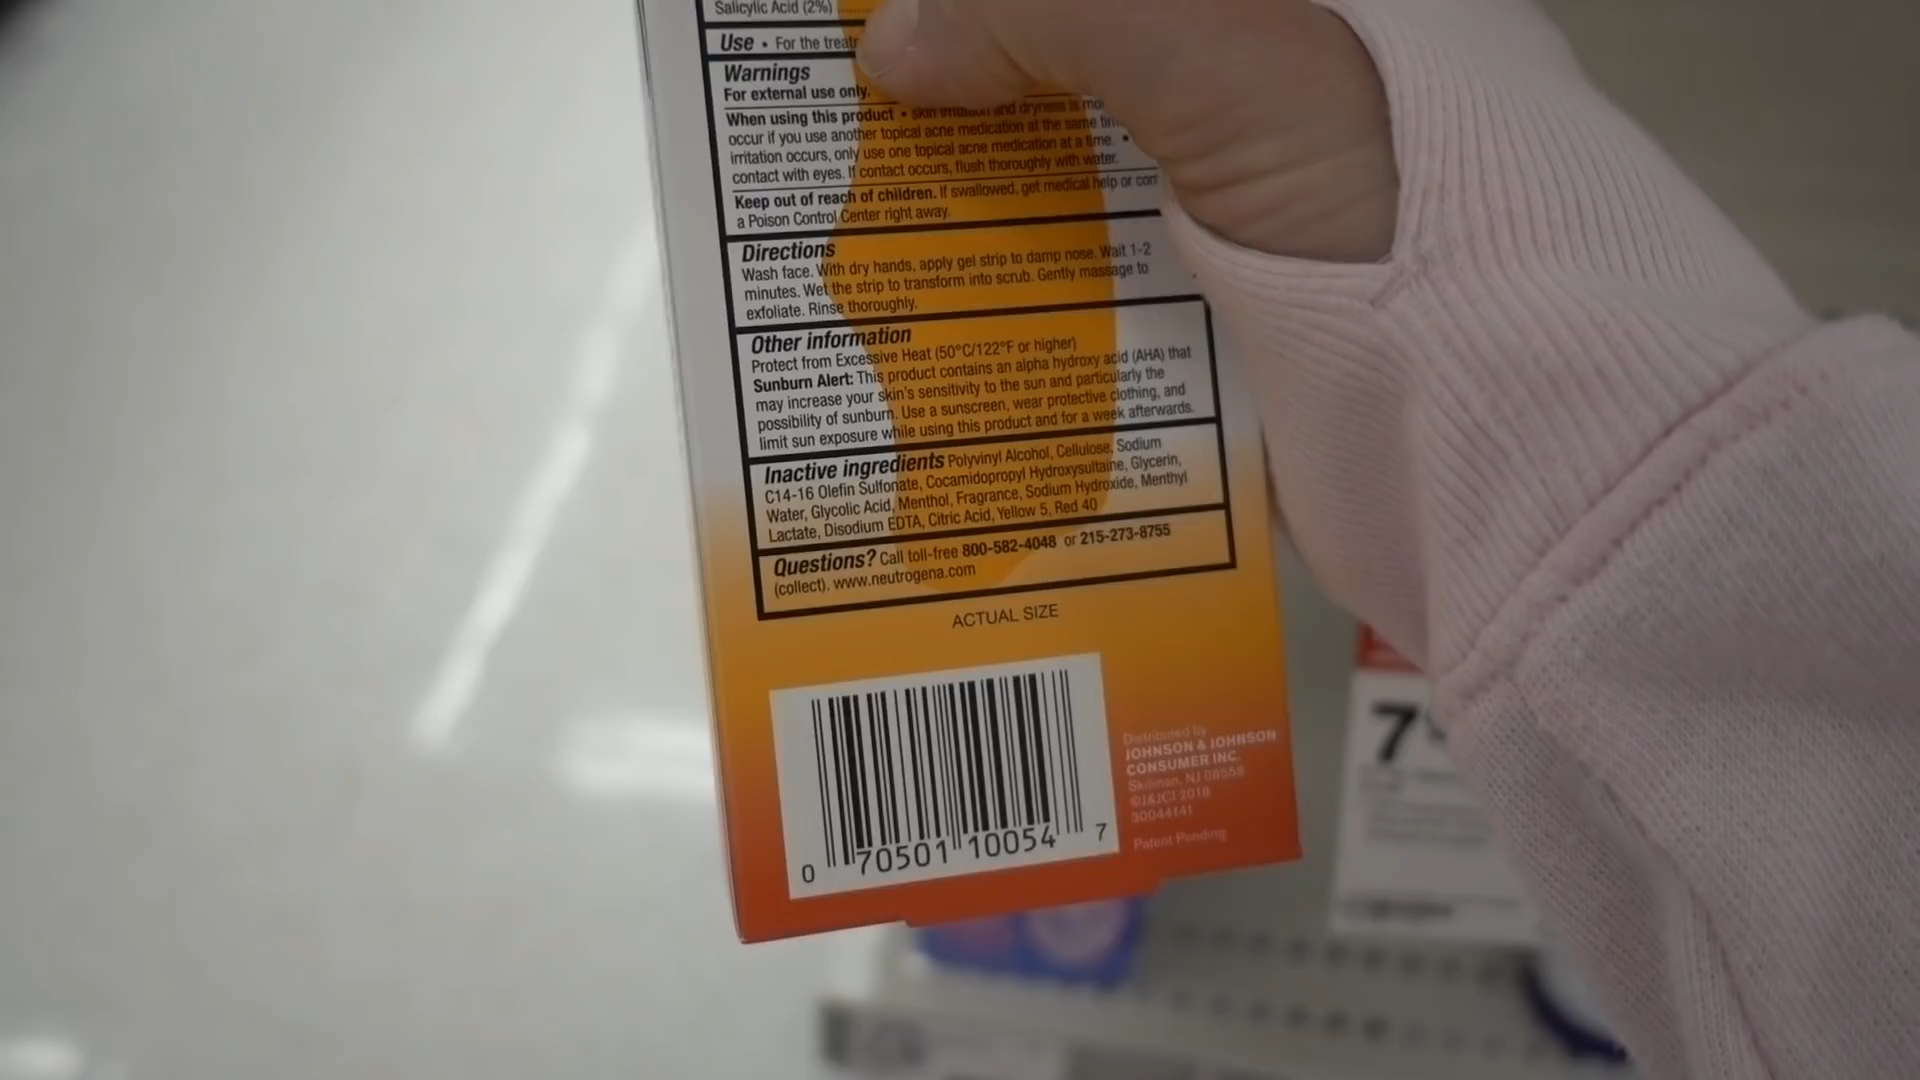 Salicylic Acid (2%)
Use • For the treatr
Warnings
For external use only.
When using this product • skin irritation and dryness is mo
occur if you use another topical acne medication at the same tim
irritation occurs, only use one topical acne medication at a time. •
contact with eyes. If contact occurs, flush thoroughly with water.
Keep out of reach of children. If swallowed, get medical help or con
a Poison Control Center right away.
Directions
Wash face. With dry hands, apply gel strip to damp nose. Wait 1-2
minutes. Wet the strip to transform into scrub. Gently massage to
exfoliate. Rinse thoroughly.
Other information
Protect from Excessive Heat (50°C/122°F or higher)
Sunburn Alert: This product contains an alpha hydroxy acid (AHA) that
may increase your skin's sensitivity to the sun and particularly the
possibility of sunburn. Use a sunscreen, wear protective clothing, and
limit sun exposure while using this product and for a week afterwards.
Inactive ingredients Polyvinyl Alcohol, Cellulose, Sodium
C14-16 Olefin Sulfonate, Cocamidopropyl Hydroxysultaine, Glycerin,
Water, Glycolic Acid, Menthol, Fragrance, Sodium Hydroxide, Menthyl
Lactate, Disodium EDTA, Citric Acid, Yellow 5, Red 40
Questions? Call toll-free 800-582-4048 or 215-273-8755
(collect). www.neutrogena.com
ACTUAL SIZE
0 70501 10054 7
Distributed by
JOHNSON & JOHNSON
CONSUMER INC.
Skillman, NJ 08558
©J&JCI 2018
30044141
Patent Pending
7